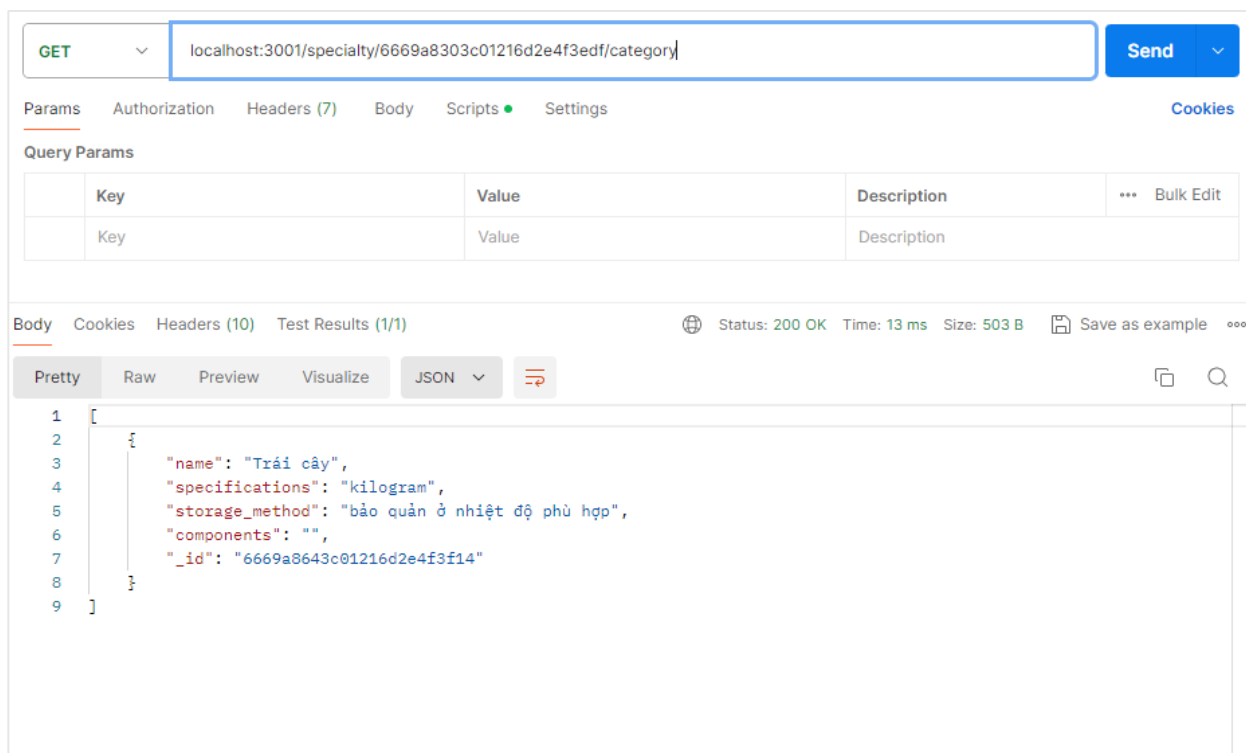 GET localhost:3001/specialty/6669a8303c01216d2e4f3edf/category Send
Params Authorization Headers (7) Body Scripts Settings Cookies
Query Params
Key Value Description Bulk Edit
Key Value Description
Body Cookies Headers (10) Test Results (1/1) Status: 200 OK Time: 13 ms Size: 503 B Save as example
Pretty Raw Preview Visualize JSON
1 [
2 {
3 "name": "Trái cây",
4 "specifications": "kilogram",
5 "storage_method": "bảo quản ở nhiệt độ phù hợp",
6 "components": "",
7 "_id": "6669a8643c01216d2e4f3f14"
8 }
9 ]